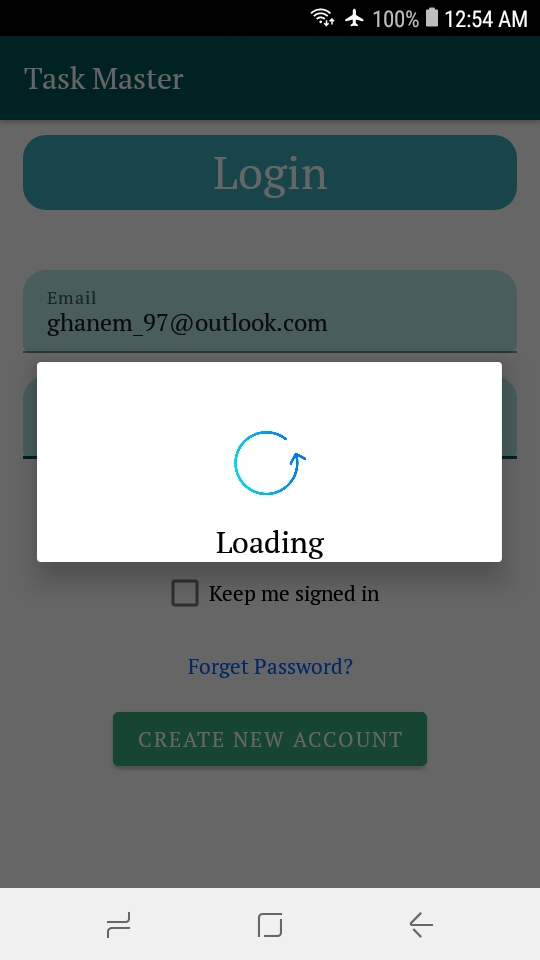 100% 12:54 AM
Task Master
Login
Email
ghanem_97@outlook.com
Loading
Keep me signed in
Forget Password?
CREATE NEW ACCOUNT